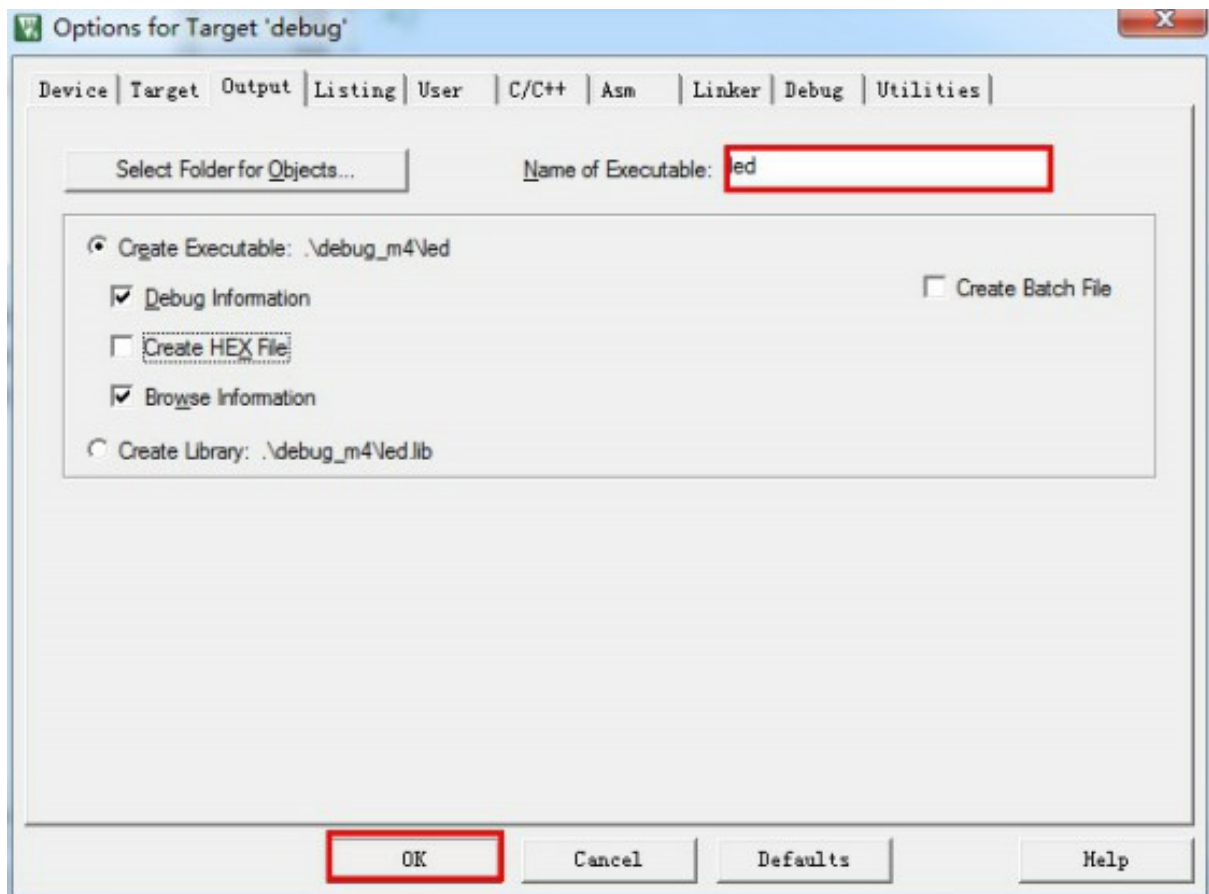 Options for Target 'debug'
Device Target Output Listing User C/C++ Asm Linker Debug Utilities
Select Folder for Objects... Name of Executable: led
Create Executable: .\debug_m4\led
Debug Information Create Batch File
Create HEX File
Browse Information
Create Library: .\debug_m4\led.lib
OK Cancel Defaults Help